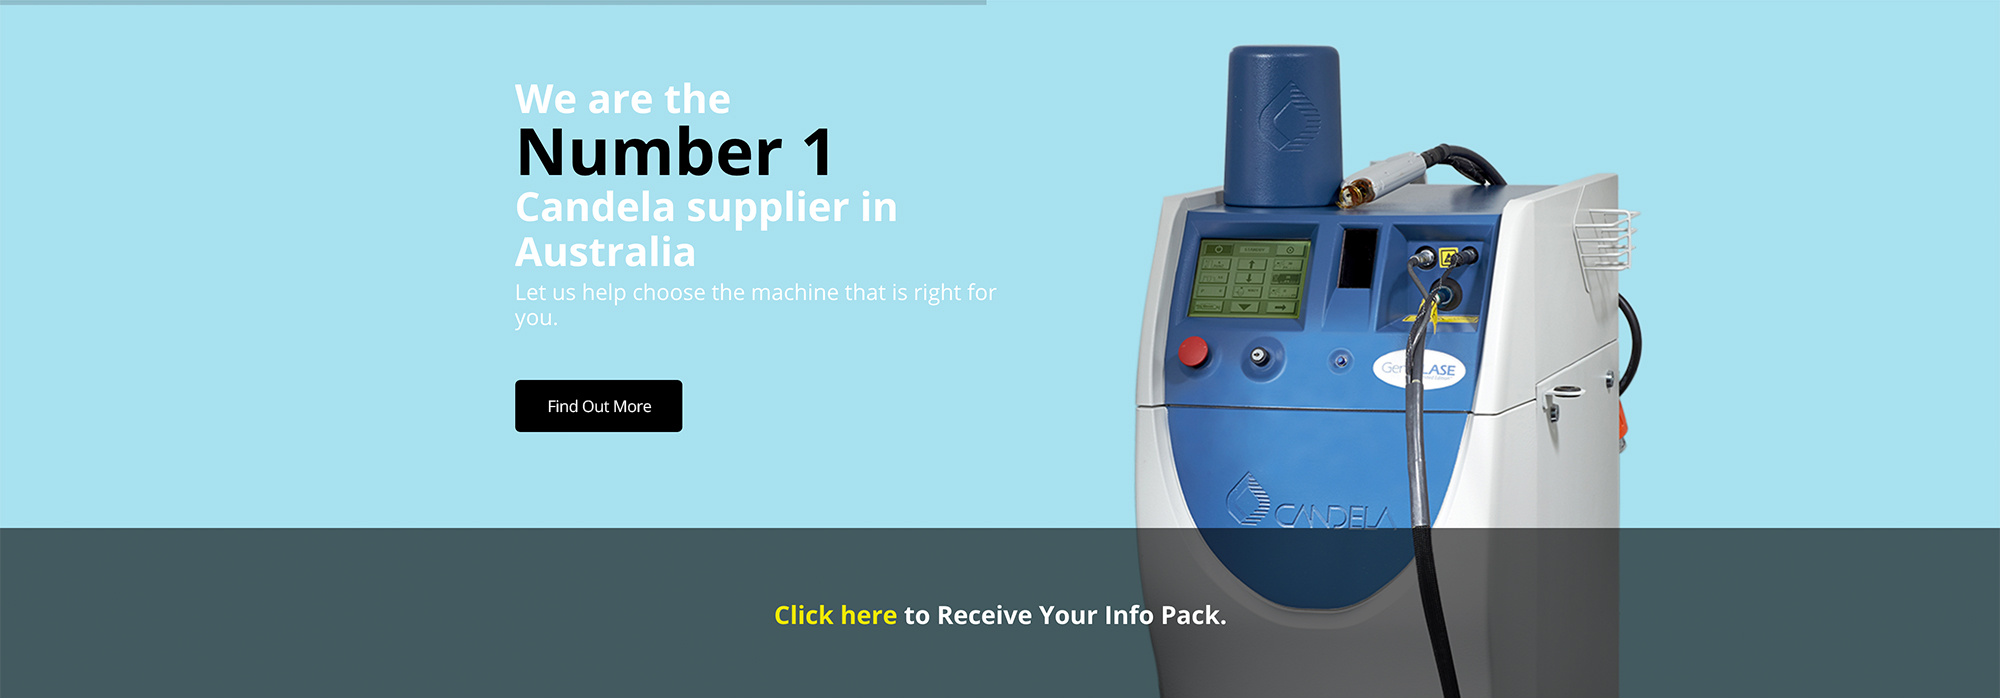 We are the
Number 1
Candela supplier in
Australia
Let us help choose the machine that is right for
you.
Find Out More
CANDELA
Click here to Receive Your Info Pack.